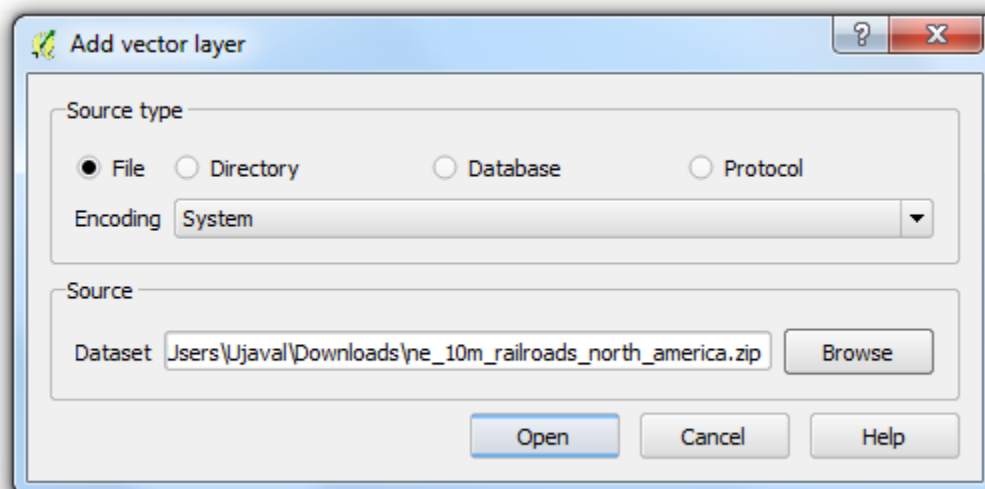 Add vector layer
Source type
File Directory Database Protocol
Encoding System
Source
Dataset Users\Ujaval\Downloads\ne_10m_railroads_north_america.zip Browse
Open Cancel Help